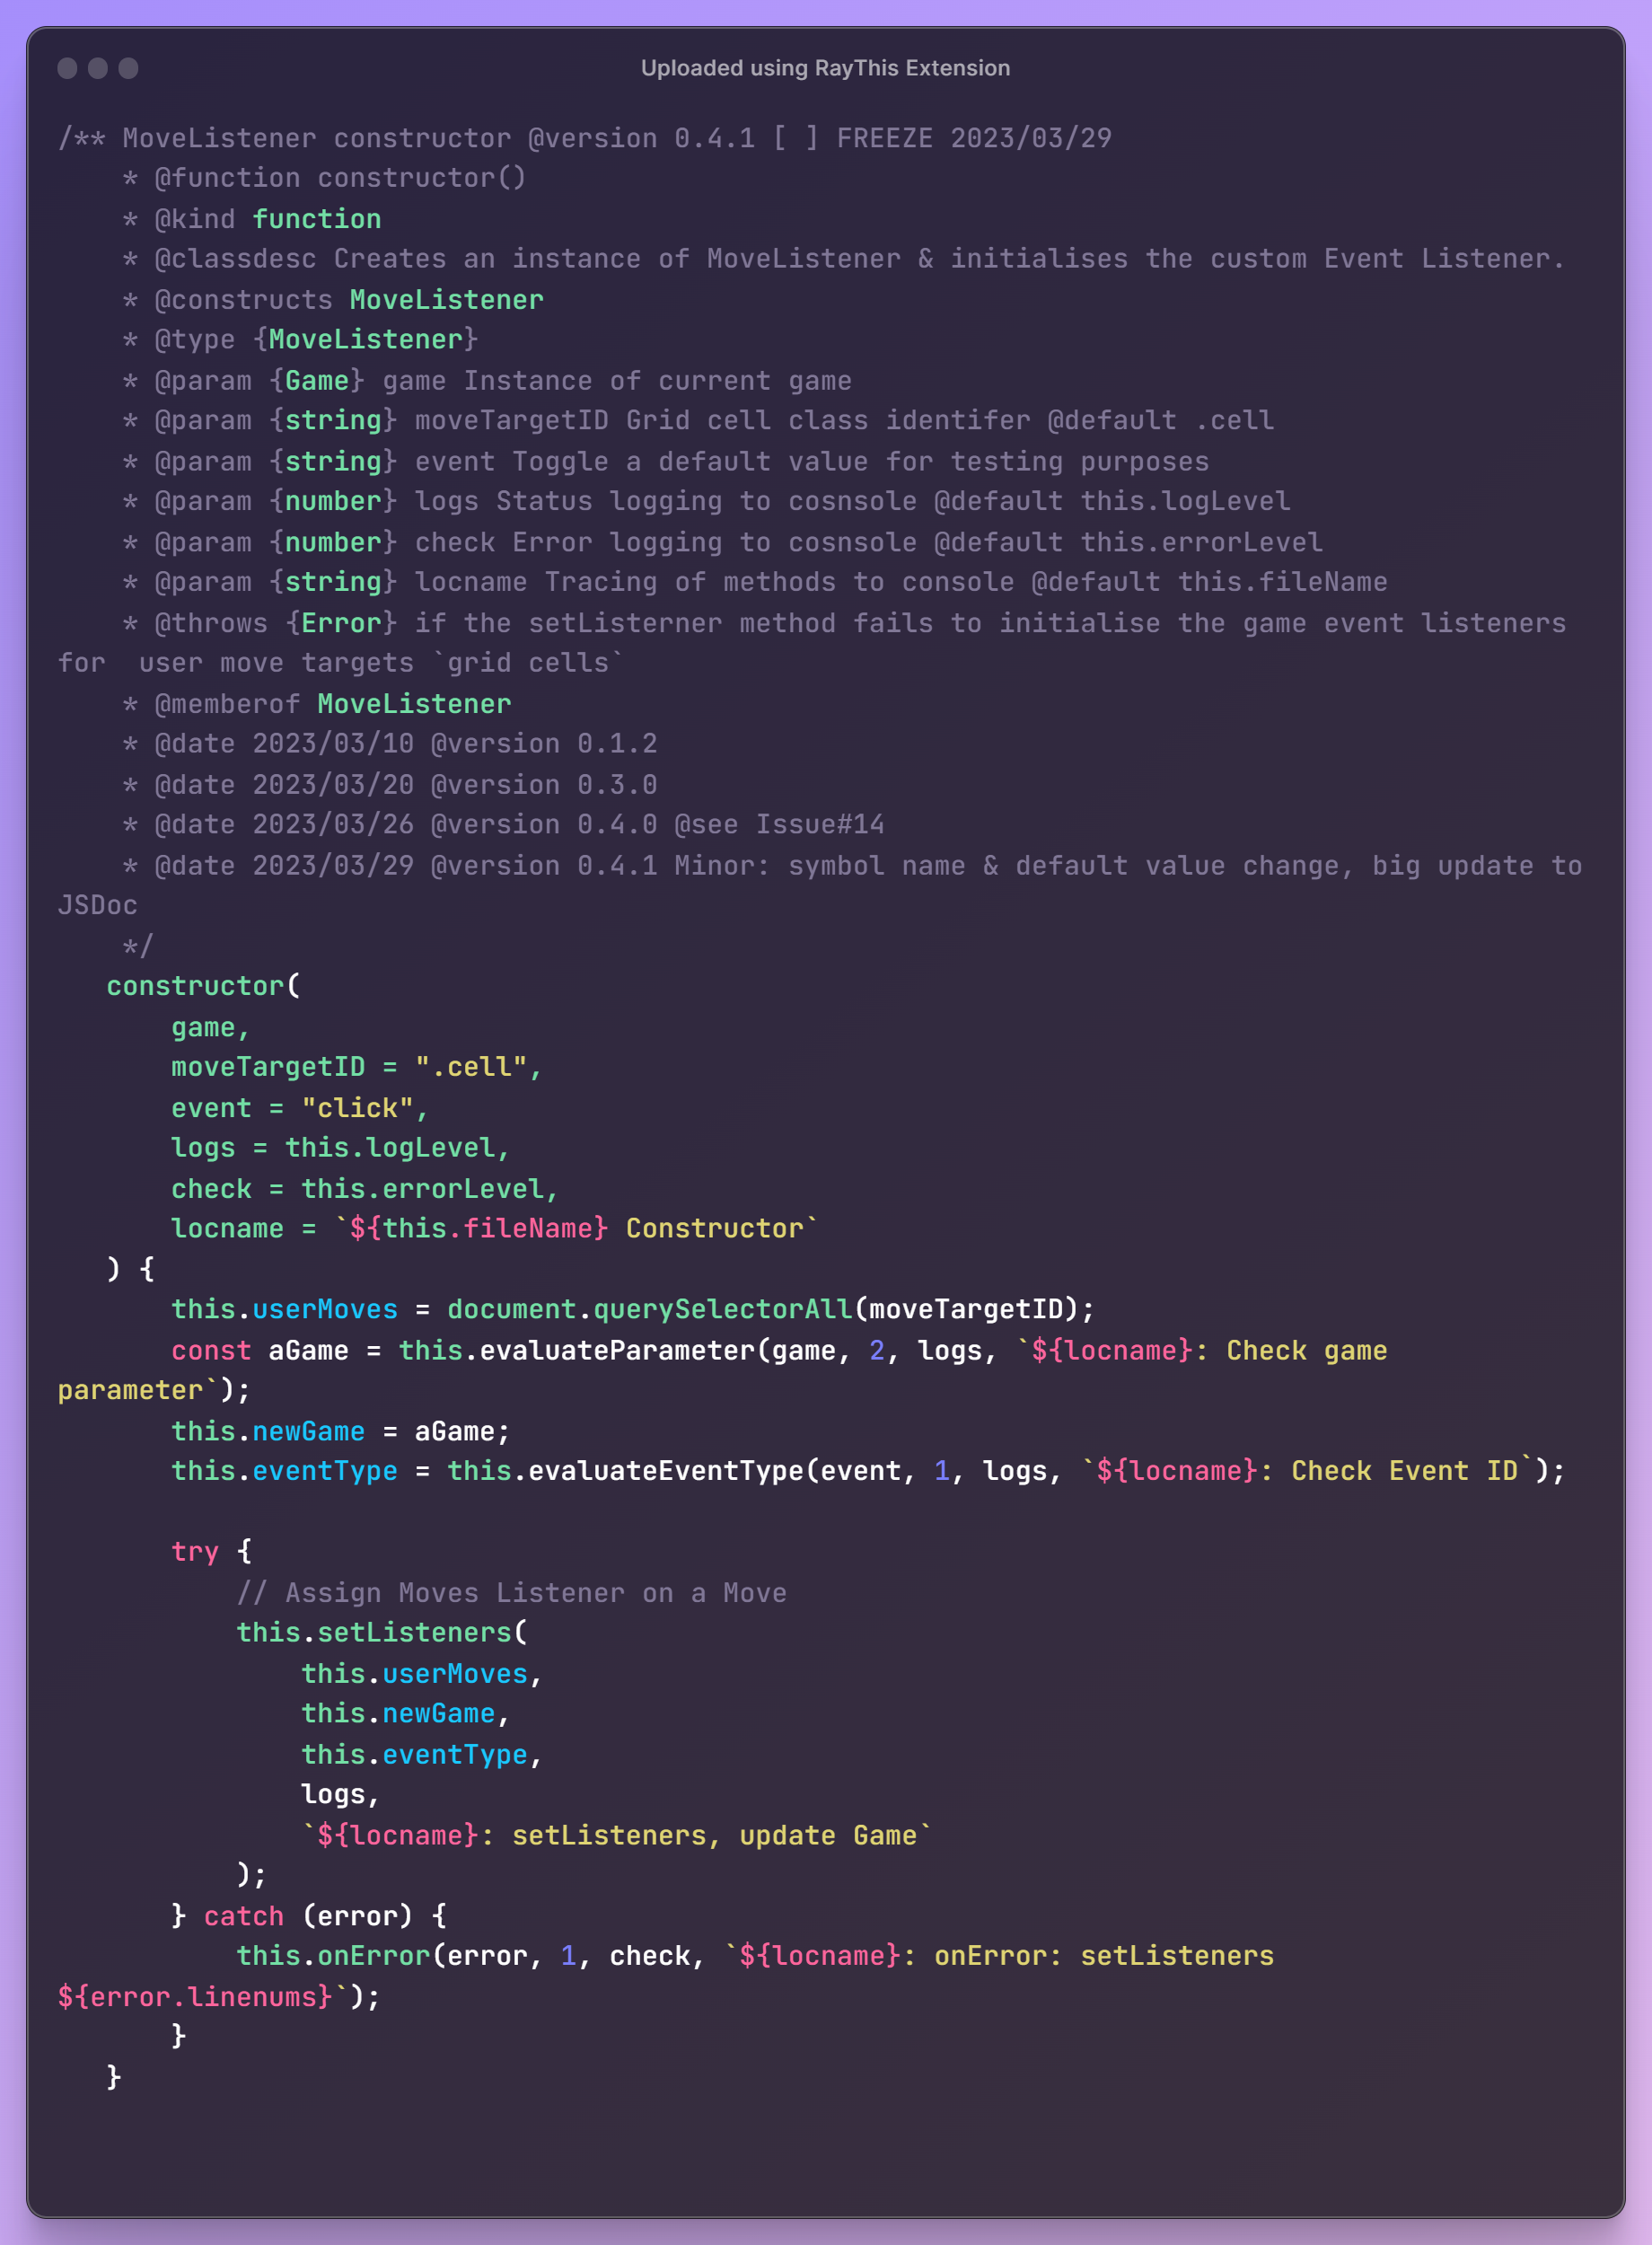 Uploaded using RayThis Extension
/** MoveListener constructor @version 0.4.1 [ ] FREEZE 2023/03/29
    * @function constructor()
    * @kind function
    * @classdesc Creates an instance of MoveListener & initialises the custom Event Listener.
    * @constructs MoveListener
    * @type {MoveListener}
    * @param {Game} game Instance of current game
    * @param {string} moveTargetID Grid cell class identifer @default .cell
    * @param {string} event Toggle a default value for testing purposes
    * @param {number} logs Status logging to cosnsole @default this.logLevel
    * @param {number} check Error logging to cosnsole @default this.errorLevel
    * @param {string} locname Tracing of methods to console @default this.fileName
    * @throws {Error} if the setListerner method fails to initialise the game event listeners
for  user move targets `grid cells`
    * @memberof MoveListener
    * @date 2023/03/10 @version 0.1.2
    * @date 2023/03/20 @version 0.3.0
    * @date 2023/03/26 @version 0.4.0 @see Issue#14
    * @date 2023/03/29 @version 0.4.1 Minor: symbol name & default value change, big update to
JSDoc
    */
   constructor(
       game,
       moveTargetID = ".cell",
       event = "click",
       logs = this.logLevel,
       check = this.errorLevel,
       locname = `${this.fileName} Constructor`
   ) {
       this.userMoves = document.querySelectorAll(moveTargetID);
       const aGame = this.evaluateParameter(game, 2, logs, `${locname}: Check game
parameter`);
       this.newGame = aGame;
       this.eventType = this.evaluateEventType(event, 1, logs, `${locname}: Check Event ID`);

       try {
           // Assign Moves Listener on a Move
           this.setListeners(
               this.userMoves,
               this.newGame,
               this.eventType,
               logs,
               `${locname}: setListeners, update Game`
           );
       } catch (error) {
           this.onError(error, 1, check, `${locname}: onError: setListeners
${error.linenums}`);
       }
   }